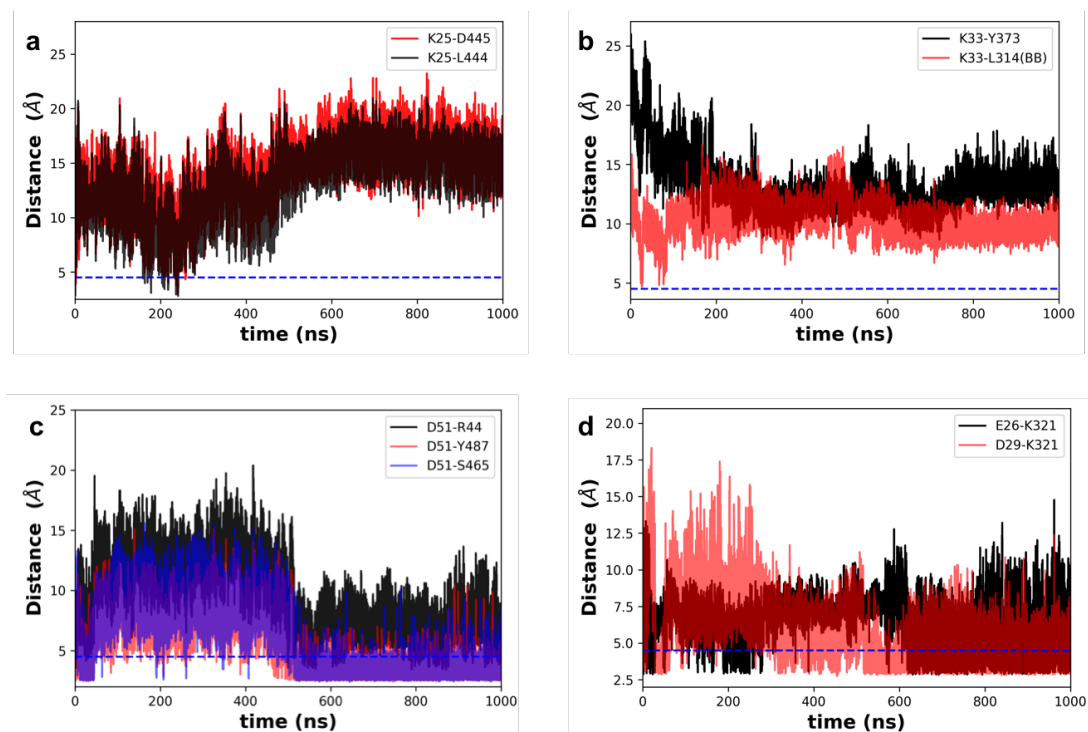 a
K25-D445
K25-L444
25
20
15
10
5
Distance (Å)
0 200 400 600 800 1000
time (ns)
b
K33-Y373
K33-L314(BB)
25
20
15
10
5
Distance (Å)
0 200 400 600 800 1000
time (ns)
c
D51-R44
D51-Y487
D51-S465
25
20
15
10
5
Distance (Å)
0 200 400 600 800 1000
time (ns)
d
E26-K321
D29-K321
20.0
17.5
15.0
12.5
10.0
7.5
5.0
2.5
Distance (Å)
0 200 400 600 800 1000
time (ns)